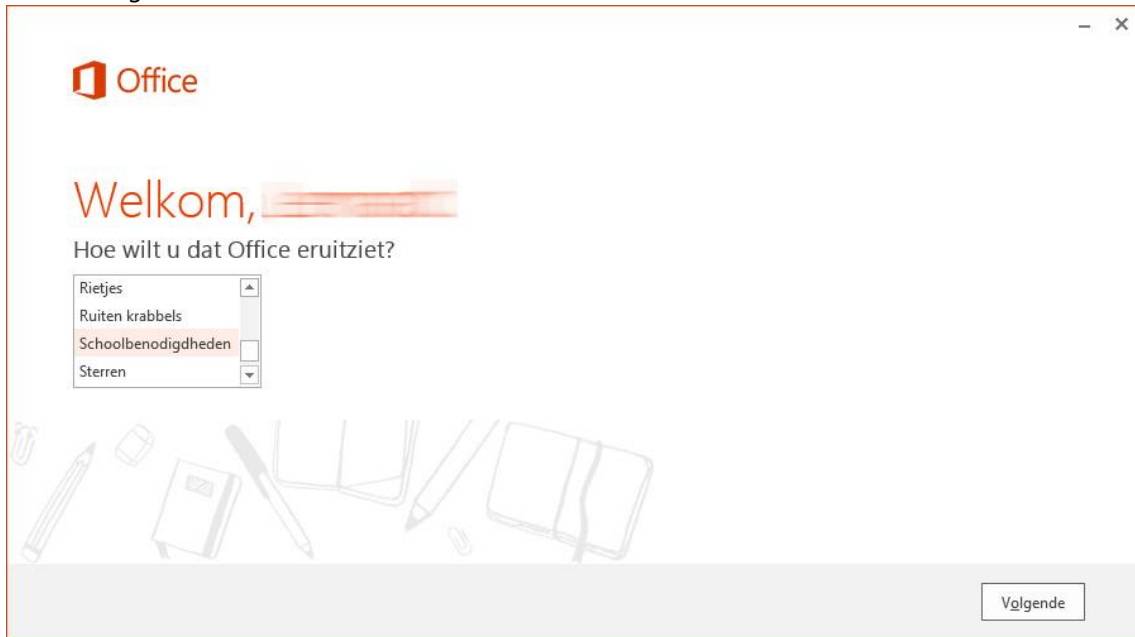 Office
Welkom,
Hoe wilt u dat Office eruitziet?
Rietjes
Ruiten krabbels
Schoolbenodigdheden
Sterren
Volgende